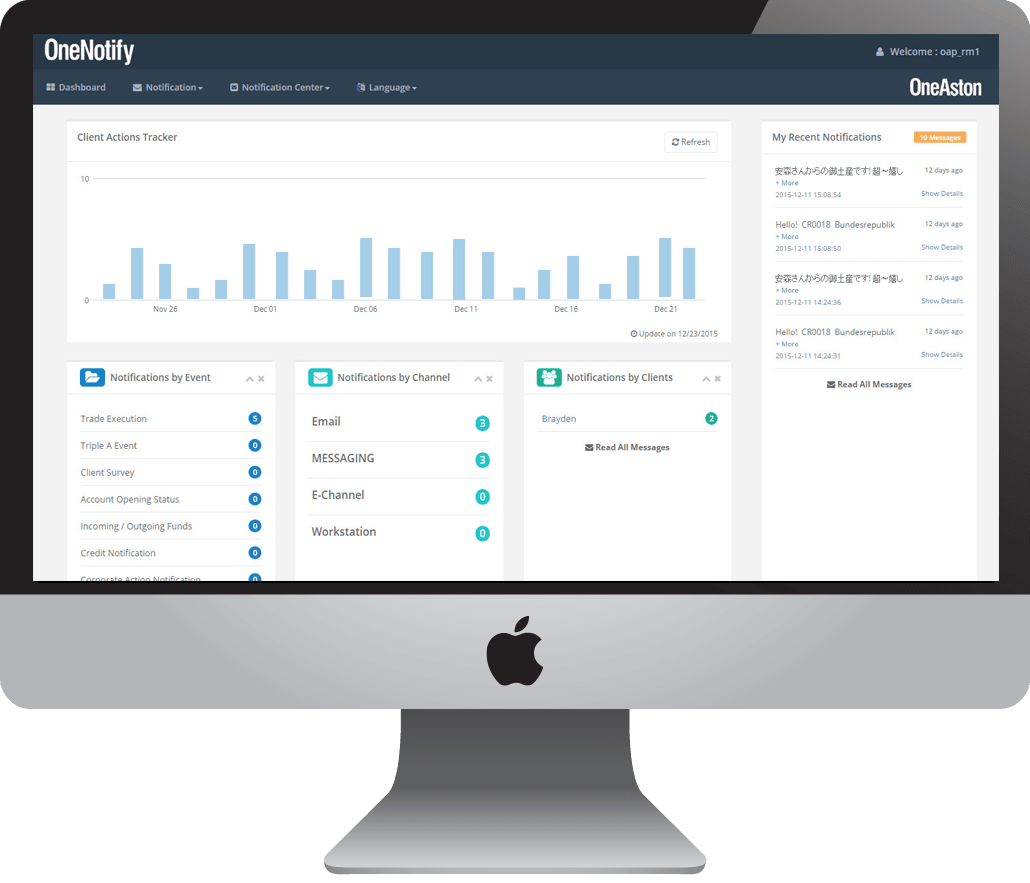 OneNotify
Welcome : oap_rm1
Dashboard
Notification
Notification Center
Language
OneAston
Client Actions Tracker
Refresh
10
0
Nov 26
Dec 01
Dec 06
Dec 11
Dec 16
Dec 21
Update on 12/23/2015
My Recent Notifications
10 Messages
安森さんからの御土産です! 超〜嬉し
12 days ago
+ More
2015-12-11 15:08:54
Show Details
Hello! CR0018 Bundesrepublik
12 days ago
+ More
2015-12-11 15:08:50
Show Details
安森さんからの御土産です! 超〜嬉し
12 days ago
+ More
2015-12-11 14:24:36
Show Details
Hello! CR0018 Bundesrepublik
12 days ago
+ More
2015-12-11 14:24:31
Show Details
Read All Messages
Notifications by Event
Trade Execution 5
Triple A Event 0
Client Survey 0
Account Opening Status 0
Incoming / Outgoing Funds 0
Credit Notification 0
Corporate Action Notification 0
Notifications by Channel
Email 3
MESSAGING 3
E-Channel 0
Workstation 0
Notifications by Clients
Brayden 2
Read All Messages